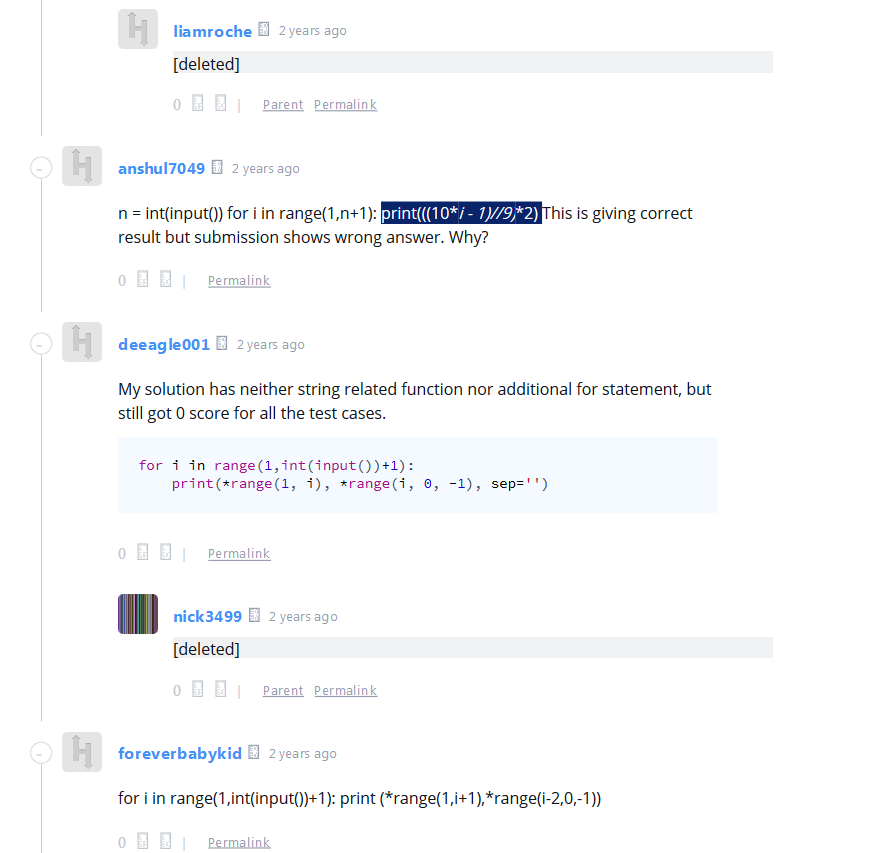 liamroche 2 years ago
[deleted]
0 | Parent Permalink
anshul7049 2 years ago
n = int(input()) for i in range(1,n+1): print(((10*i - 1)//9)*2) This is giving correct
result but submission shows wrong answer. Why?
0 | Permalink
deeagle001 2 years ago
My solution has neither string related function nor additional for statement, but
still got 0 score for all the test cases.
for i in range(1,int(input())+1):
print(*range(1, i), *range(i, 0, -1), sep='')
0 | Permalink
nick3499 2 years ago
[deleted]
0 | Parent Permalink
foreverbabykid 2 years ago
for i in range(1,int(input())+1): print (*range(1,i+1),*range(i-2,0,-1))
0 | Permalink